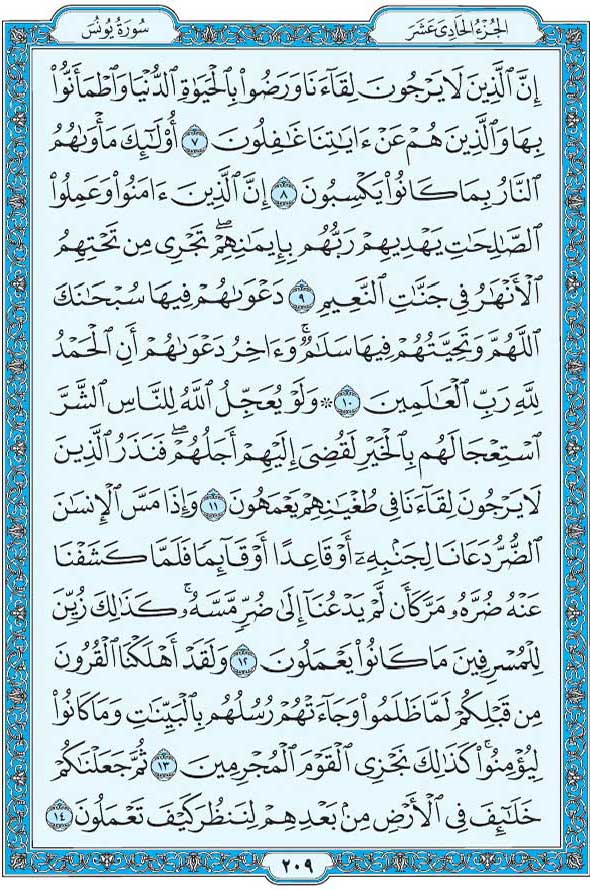 الجزء الحادي عشر
سورة يونس
إِنَّ ٱلَّذِينَ لَا يَرْجُونَ لِقَآءَنَا وَرَضُوا۟ بِٱلْحَيَوٰةِ ٱلدُّنْيَا وَٱطْمَأَنُّوا۟
بِهَا وَٱلَّذِينَ هُمْ عَنْ ءَايَٰتِنَا غَٰفِلُونَ ٧ أُو۟لَٰٓئِكَ مَأْوَىٰهُمُ
ٱلنَّارُ بِمَا كَانُوا۟ يَكْسِبُونَ ٨ إِنَّ ٱلَّذِينَ ءَامَنُوا۟ وَعَمِلُوا۟
ٱلصَّٰلِحَٰتِ يَهْدِيهِمْ رَبُّهُم بِإِيمَٰنِهِمْ ۖ تَجْرِى مِن تَحْتِهِمُ
ٱلْأَنْهَٰرُ فِى جَنَّٰتِ ٱلنَّعِيمِ ٩ دَعْوَىٰهُمْ فِيهَا سُبْحَٰنَكَ
ٱللَّهُمَّ وَتَحِيَّتُهُمْ فِيهَا سَلَٰمٌ ۚ وَءَاخِرُ دَعْوَىٰهُمْ أَنِ ٱلْحَمْدُ
لِلَّهِ رَبِّ ٱلْعَٰلَمِينَ ١٠ ۞ وَلَوْ يُعَجِّلُ ٱللَّهُ لِلنَّاسِ ٱلشَّرَّ
ٱسْتِعْجَالَهُم بِٱلْخَيْرِ لَقُضِىَ إِلَيْهِمْ أَجَلُهُمْ ۖ فَنَذَرُ ٱلَّذِينَ
لَا يَرْجُونَ لِقَآءَنَا فِى طُغْيَٰنِهِمْ يَعْمَهُونَ ١١ وَإِذَا مَسَّ ٱلْإِنسَٰنَ
ٱلضُّرُّ دَعَانَا لِجَنۢبِهِۦٓ أَوْ قَاعِدًا أَوْ قَآئِمًا فَلَمَّا كَشَفْنَا
عَنْهُ ضُرَّهُۥ مَرَّ كَأَن لَّمْ يَدْعُنَآ إِلَىٰ ضُرٍّ مَّسَّهُۥ ۚ كَذَٰلِكَ زُيِّنَ
لِلْمُسْرِفِينَ مَا كَانُوا۟ يَعْمَلُونَ ١٢ وَلَقَدْ أَهْلَكْنَا ٱلْقُرُونَ
مِن قَبْلِكُمْ لَمَّا ظَلَمُوا۟ وَجَآءَتْهُمْ رُسُلُهُم بِٱلْبَيِّنَٰتِ وَمَا كَانُوا۟
لِيُؤْمِنُوا۟ ۚ كَذَٰلِكَ نَجْزِى ٱلْقَوْمَ ٱلْمُجْرِمِينَ ١٣ ثُمَّ جَعَلْنَٰكُمْ
خَلَٰٓئِفَ فِى ٱلْأَرْضِ مِنۢ بَعْدِهِمْ لِنَنظُرَ كَيْفَ تَعْمَلُونَ ١٤
٢٠٩